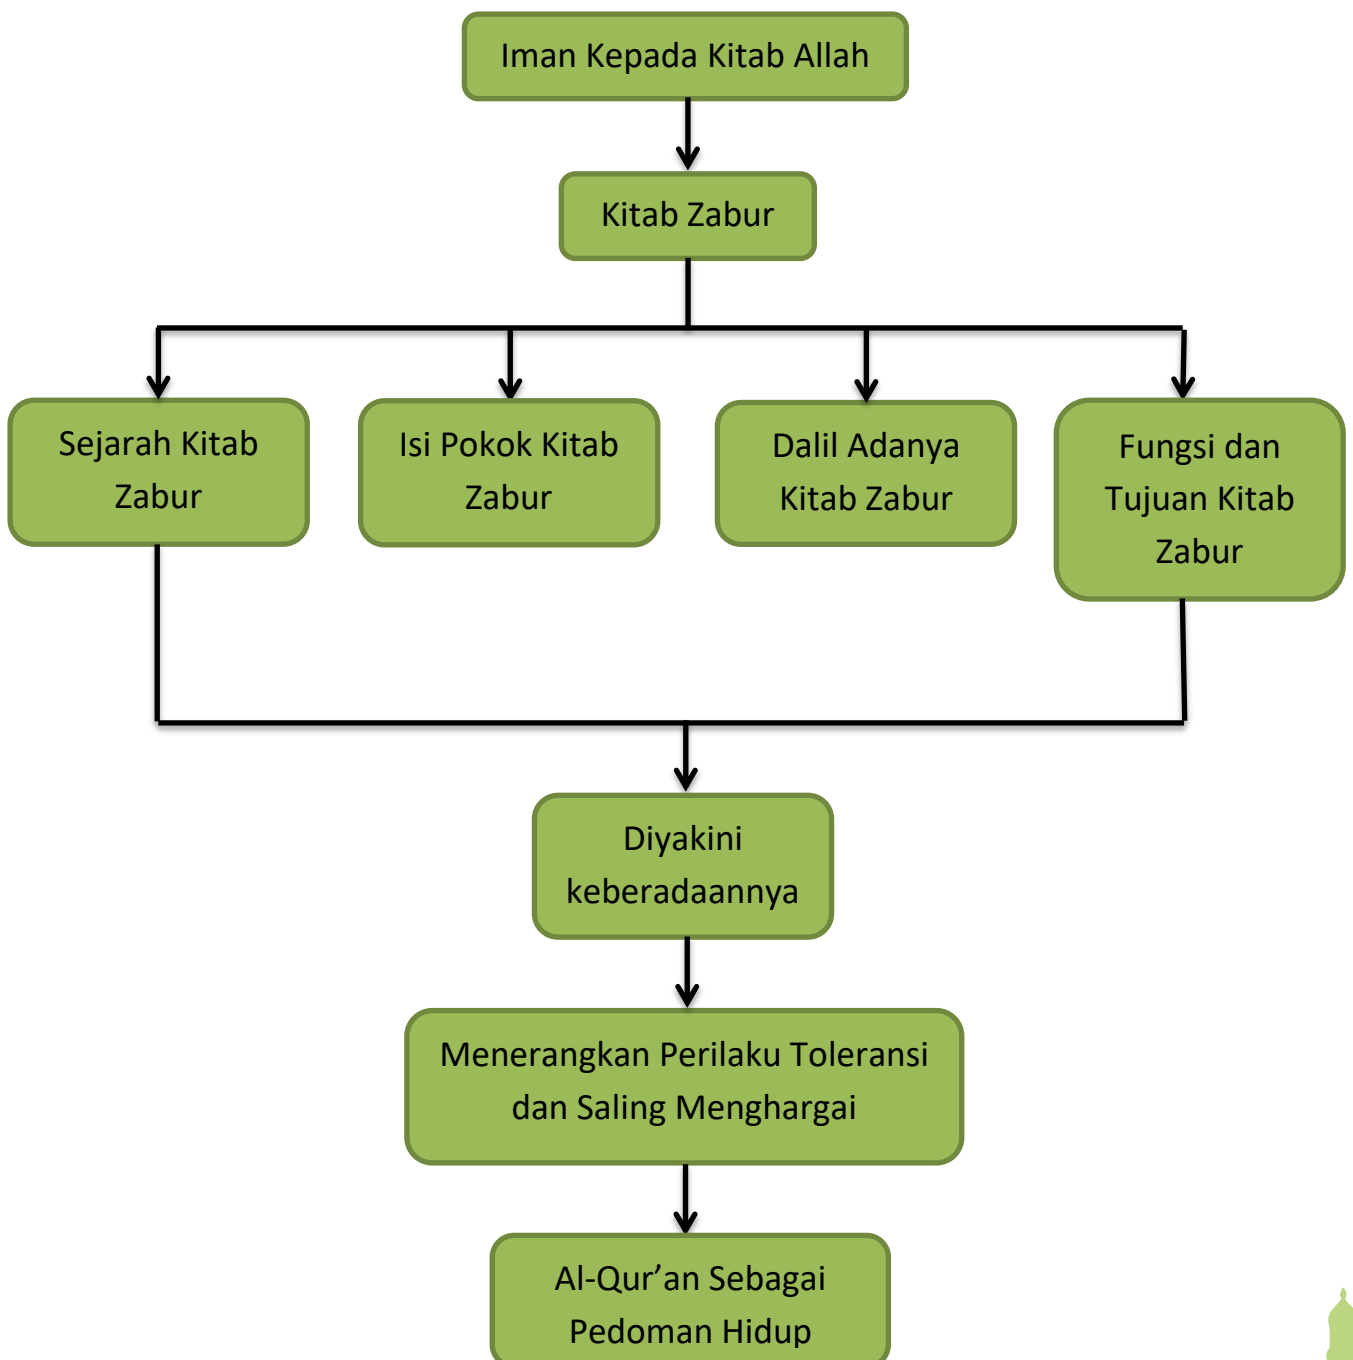 Iman Kepada Kitab Allah
Kitab Zabur
Sejarah Kitab
Zabur
Isi Pokok Kitab
Zabur
Dalil Adanya
Kitab Zabur
Fungsi dan
Tujuan Kitab
Zabur
Diyakini
keberadaannya
Menerangkan Perilaku Toleransi
dan Saling Menghargai
Al-Qur’an Sebagai
Pedoman Hidup